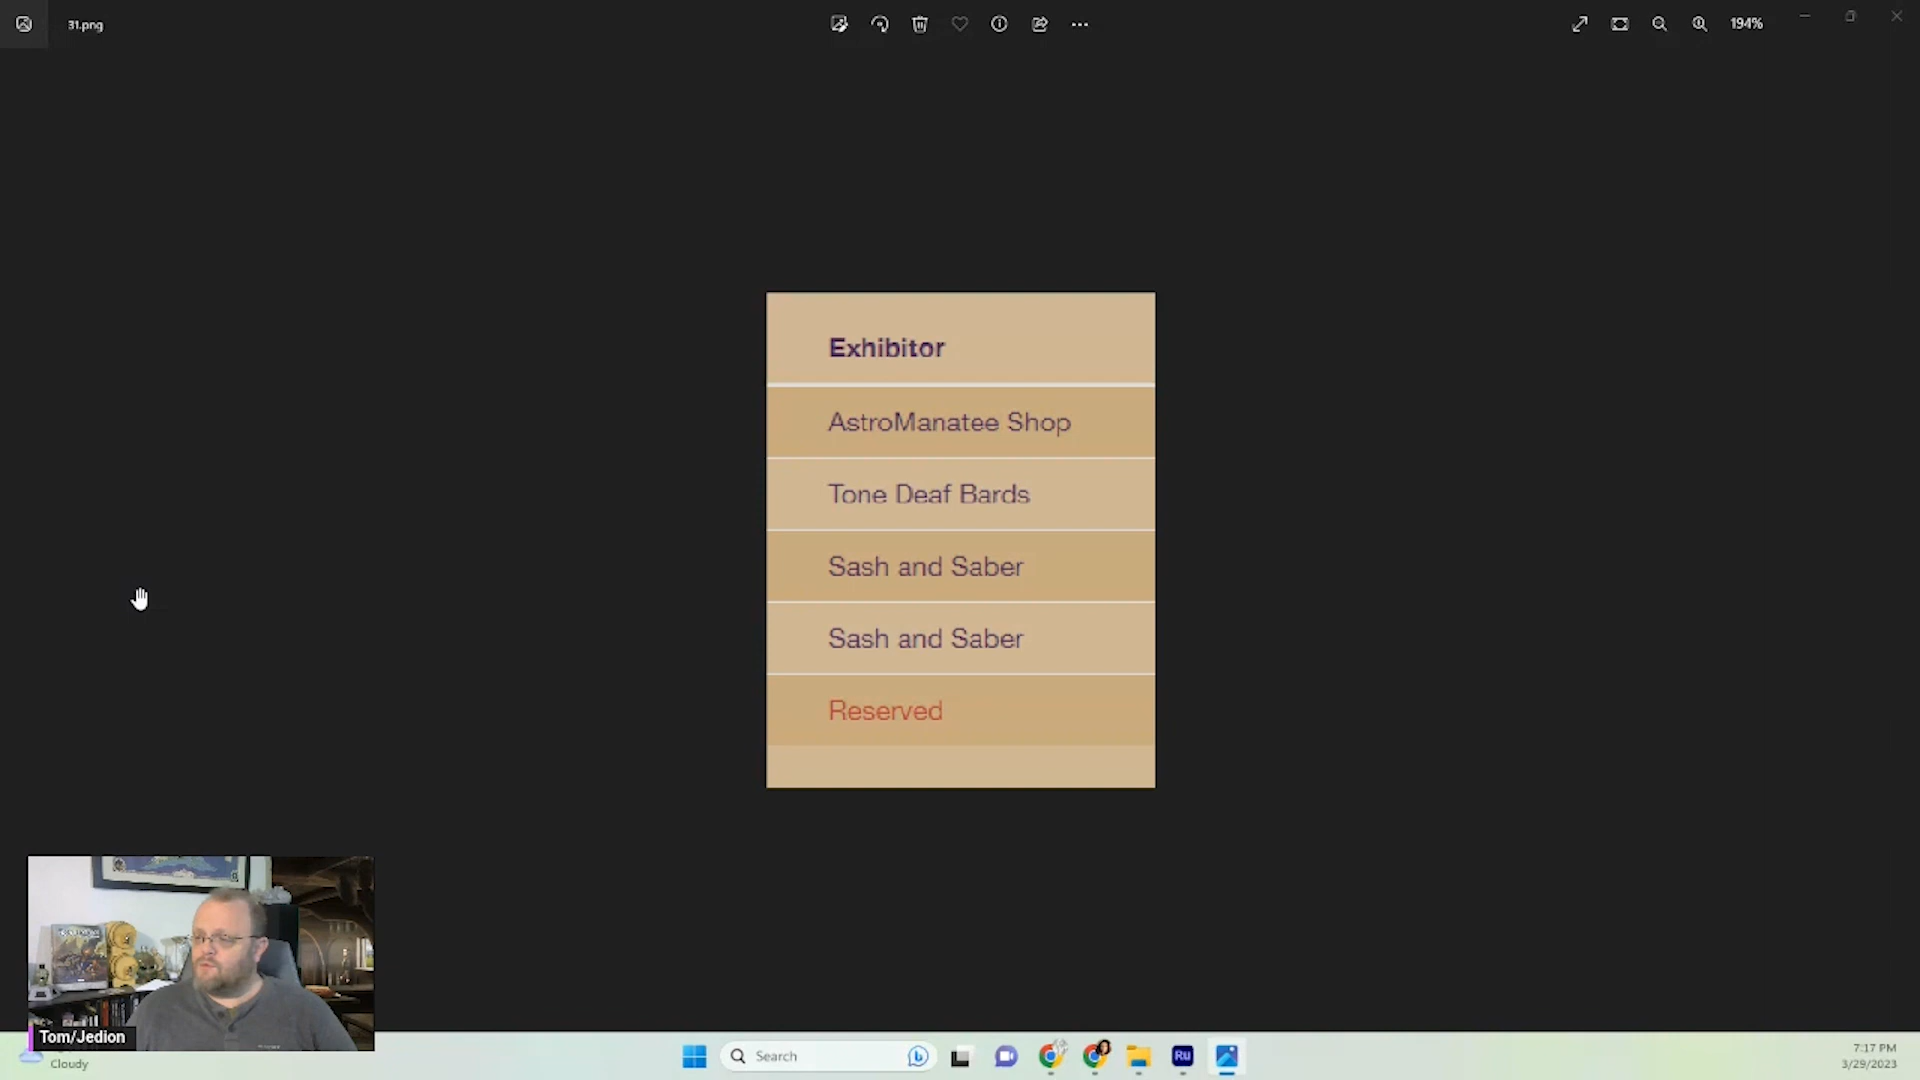 31.png
194%
Exhibitor
AstroManatee Shop
Tone Deaf Bards
Sash and Saber
Sash and Saber
Reserved
Tom/Jedion
Cloudy
Search
Ru
7:17 PM
3/29/2023